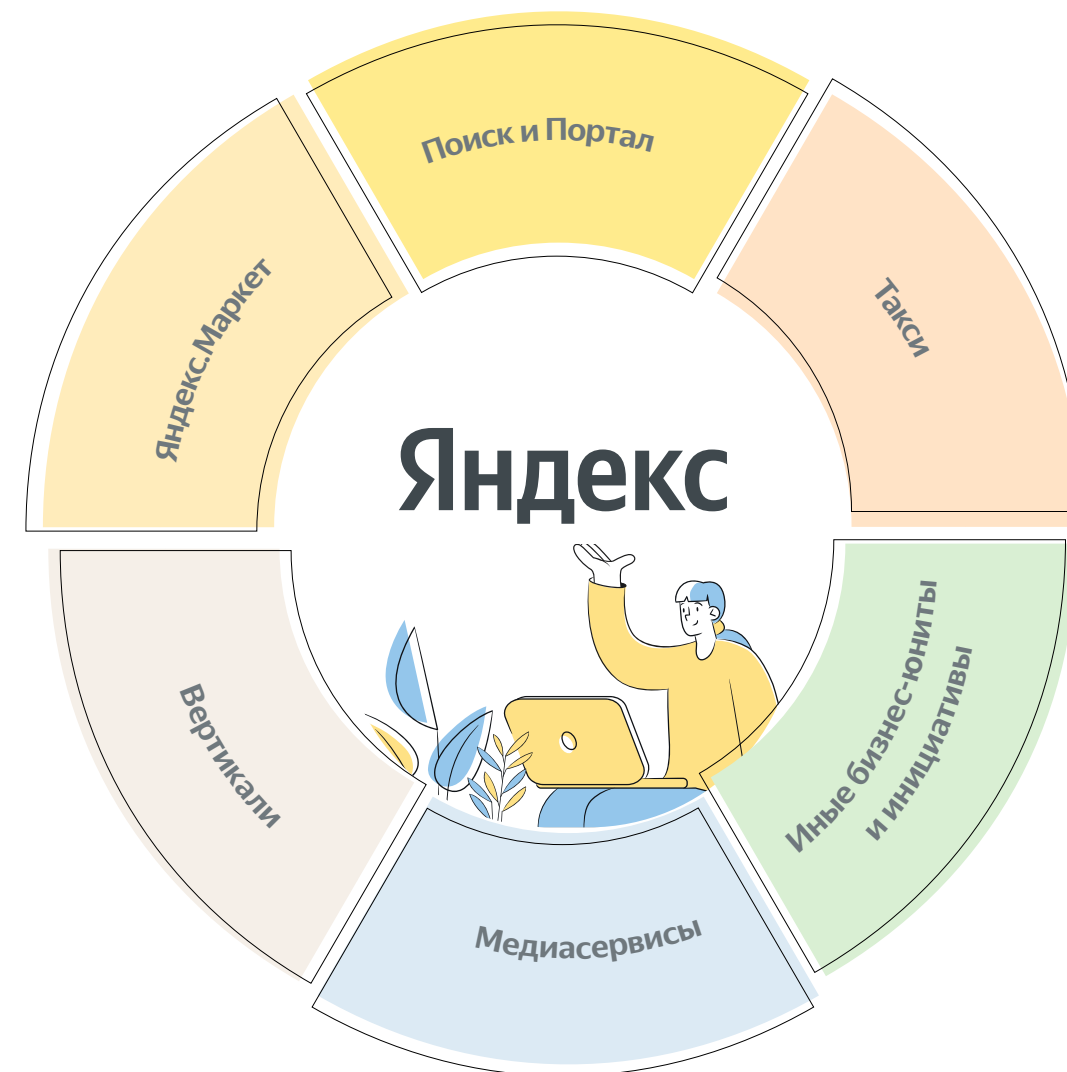 Поиск и Портал
Такси
Яндекс.Маркет
Яндекс
Иные бизнес-юниты
и инициативы
Вертикали
Медиасервисы